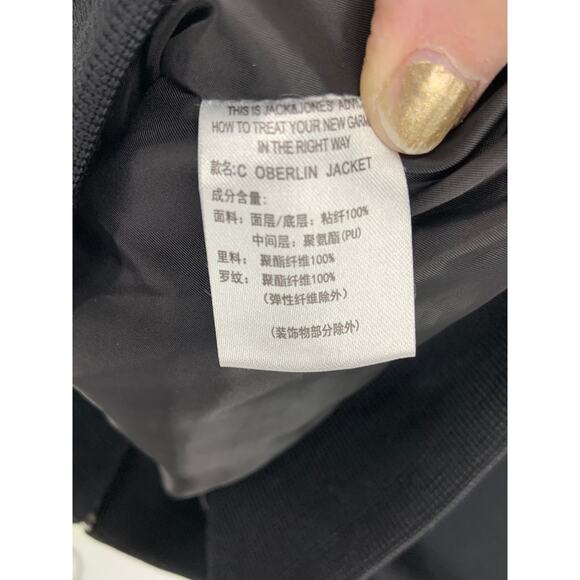 THIS IS JACK&JONES' ADVIC
HOW TO TREAT YOUR NEW GARM
IN THE RIGHT WAY
款名:C OBERLIN JACKET
成分含量:
面料: 面层/底层: 粘纤100%
中间层: 聚氨酯(PU)
里料: 聚酯纤维100%
罗纹: 聚酯纤维100%
(弹性纤维除外)
(装饰物部分除外)